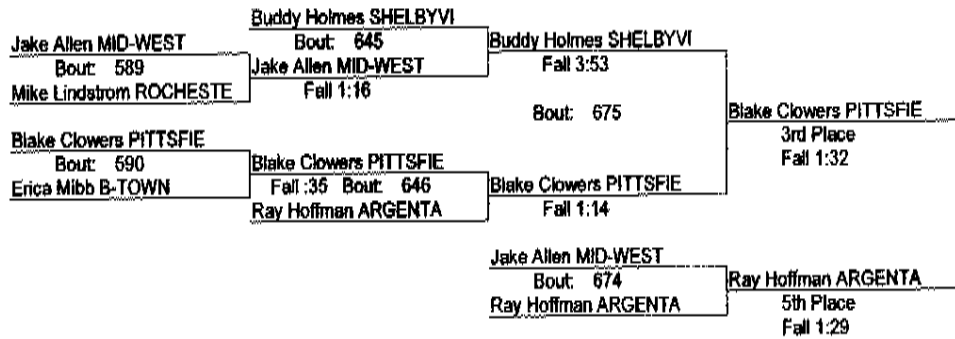 Buddy Holmes SHELBYVI
Jake Allen MID-WEST
Bout: 645
Buddy Holmes SHELBYVI
Bout: 589
Jake Allen MID-WEST
Fall 3:53
Mike Lindstrom ROCHESTE
Fall 1:16
Bout: 675
Blake Clowers PITTSFIE
Blake Clowers PITTSFIE
3rd Place
Bout: 590
Blake Clowers PITTSFIE
Fall 1:32
Erica Mibb B-TOWN
Fall :35 Bout: 646
Blake Clowers PITTSFIE
Ray Hoffman ARGENTA
Fall 1:14
Jake Allen MID-WEST
Bout: 674
Ray Hoffman ARGENTA
Ray Hoffman ARGENTA
5th Place
Fall 1:29